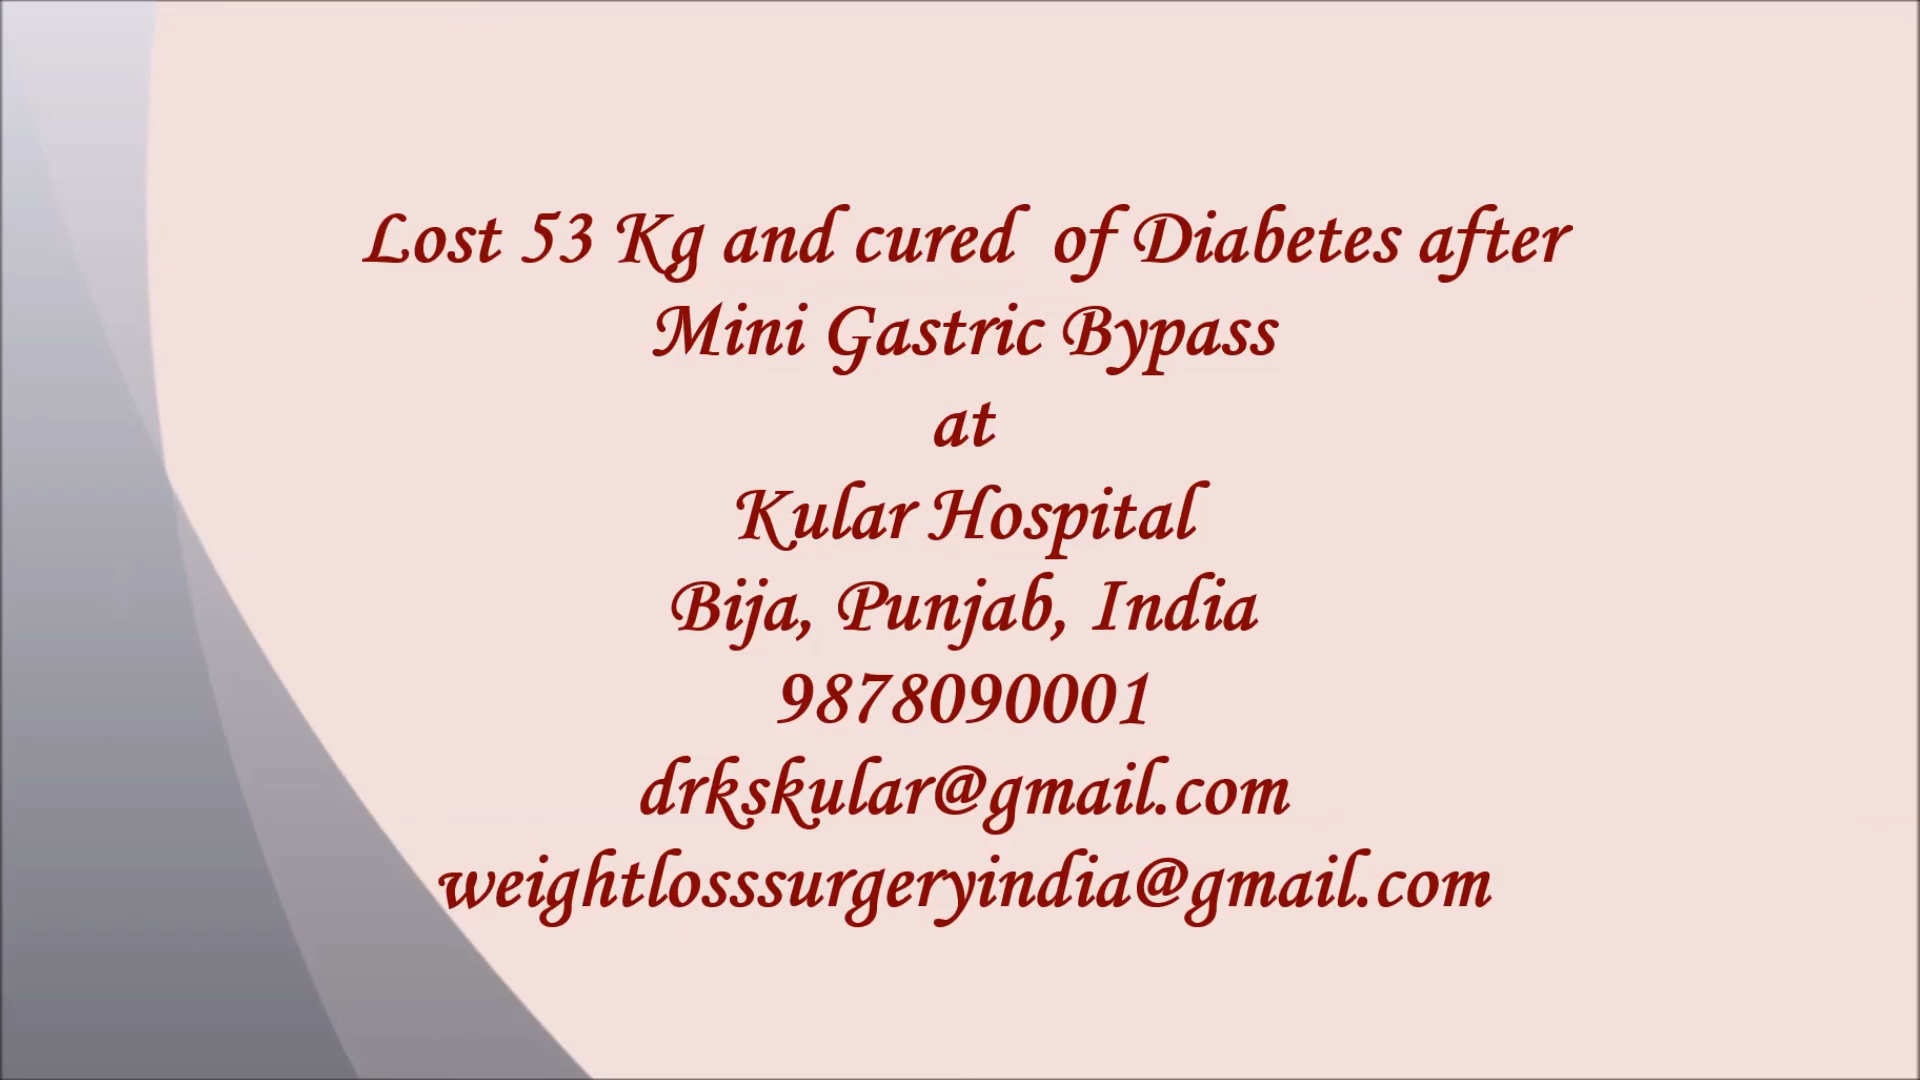 Lost 53 Kg and cured of Diabetes after
Mini Gastric Bypass
at
Kular Hospital
Bija, Punjab, India
9878090001
drkskular@gmail.com
weightlosssurgeryindia@gmail.com